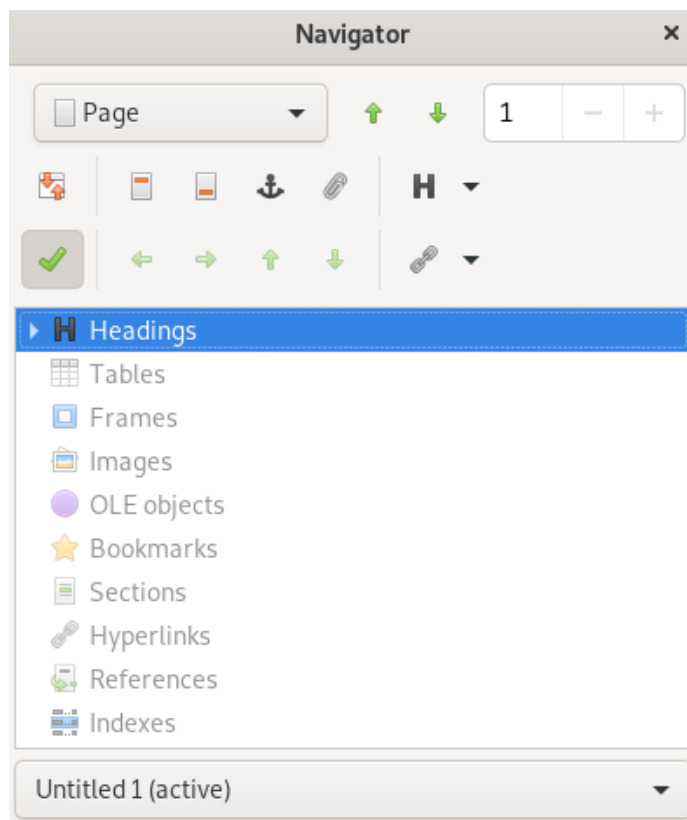 Navigator
Page
1
Headings
Tables
Frames
Images
OLE objects
Bookmarks
Sections
Hyperlinks
References
Indexes
Untitled 1 (active)